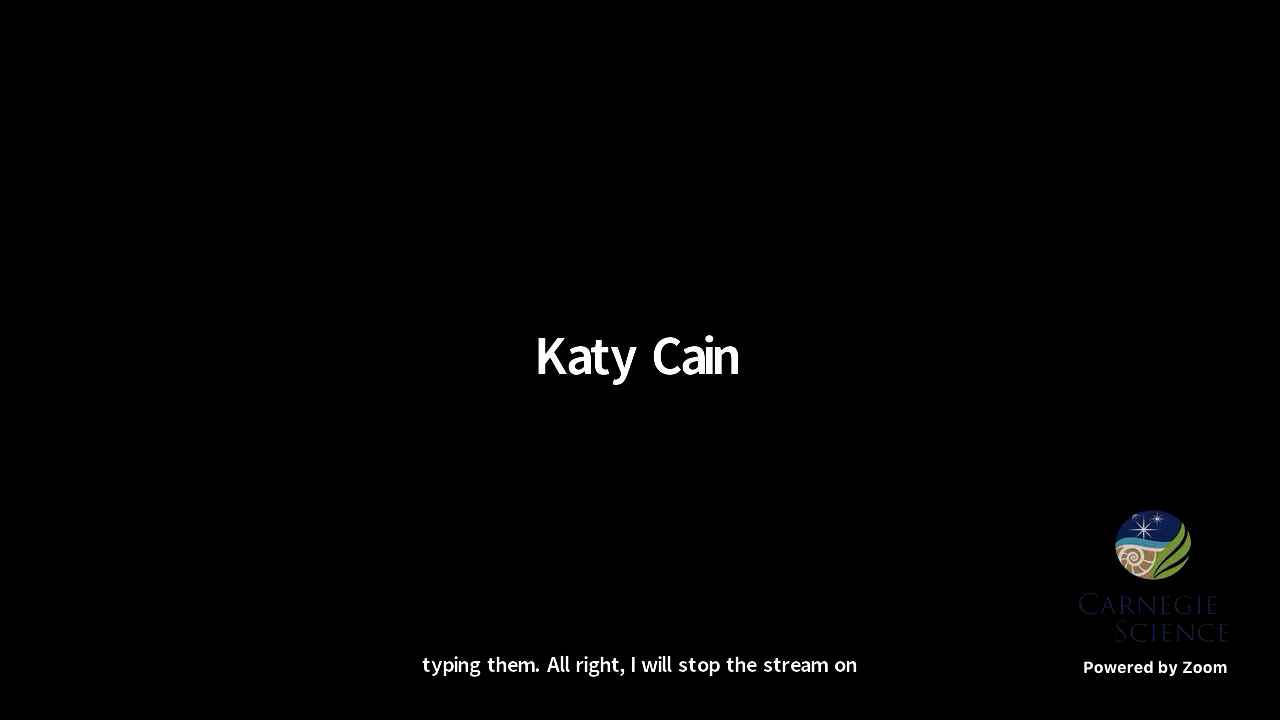 Katy Cain
CARNEGIE
SCIENCE
typing them. All right, I will stop the stream on
Powered by Zoom